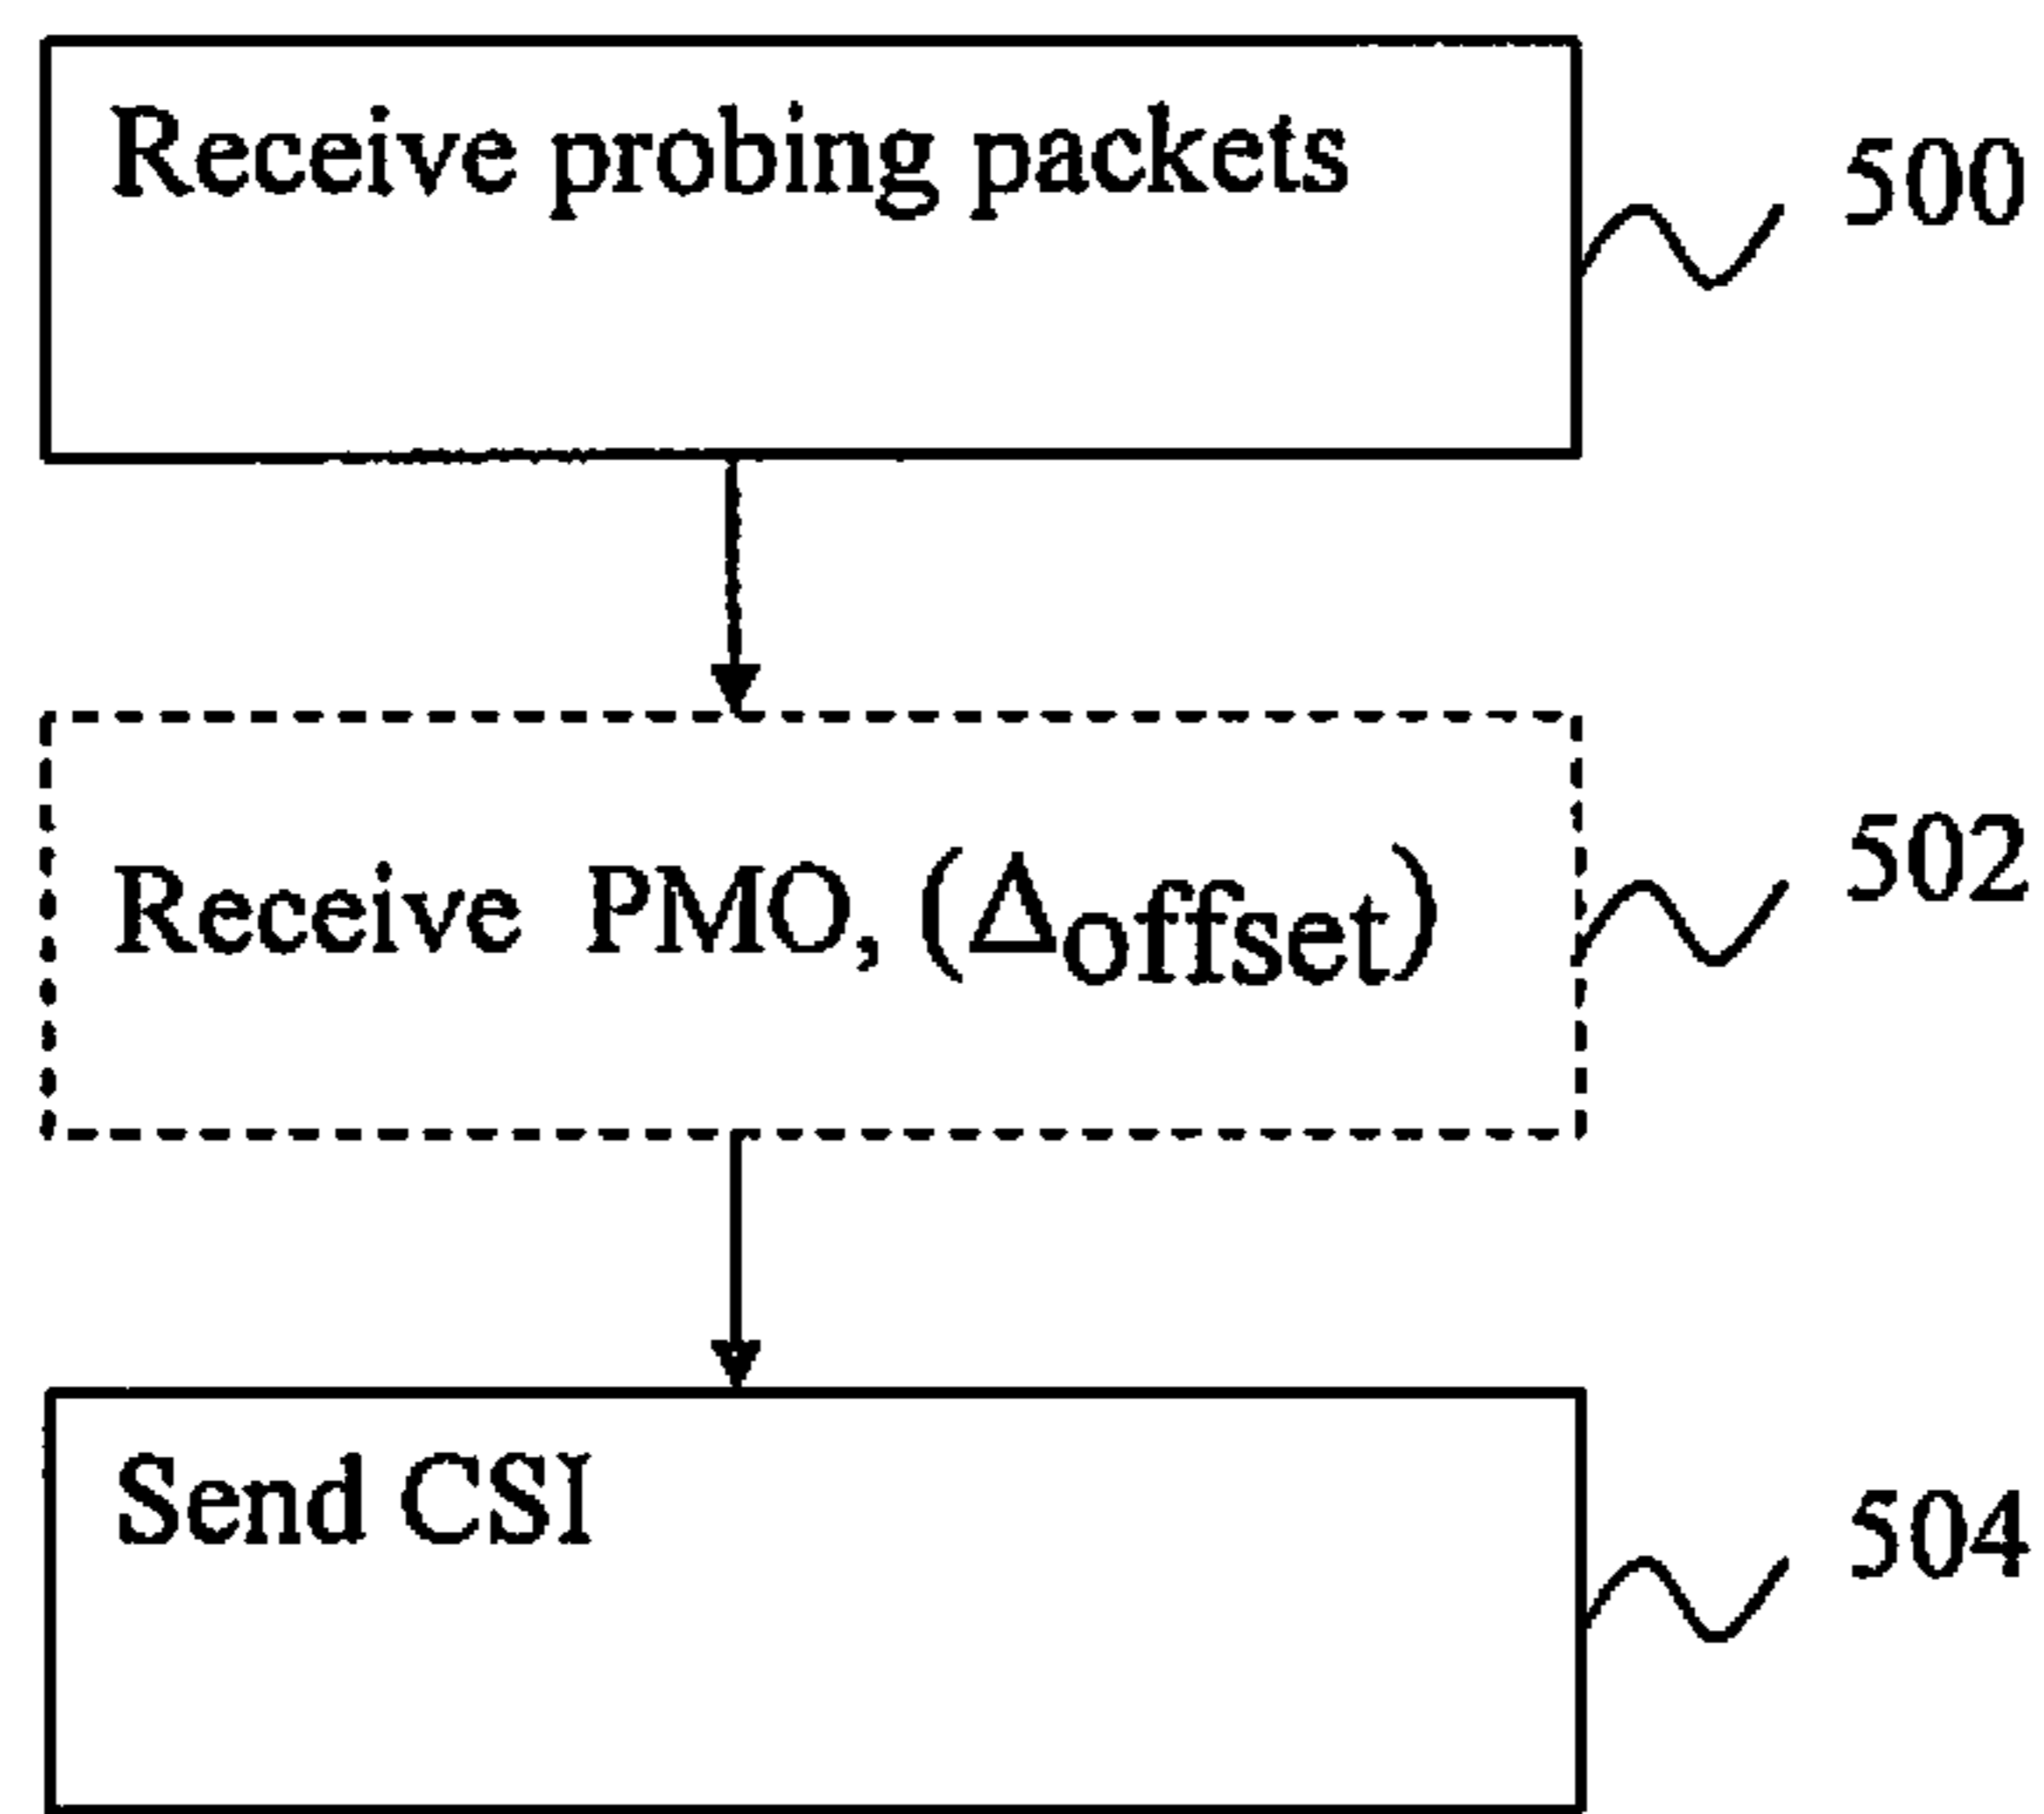 Receive probing packets
500
Receive PMO, (Δoffset)
502
Send CSI
504